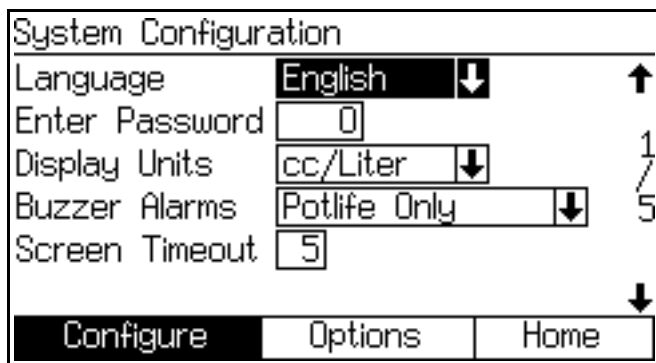 System Configuration
Language English
Enter Password 0
Display Units cc/Liter
Buzzer Alarms Potlife Only
Screen Timeout 5
1
/
5
Configure Options Home